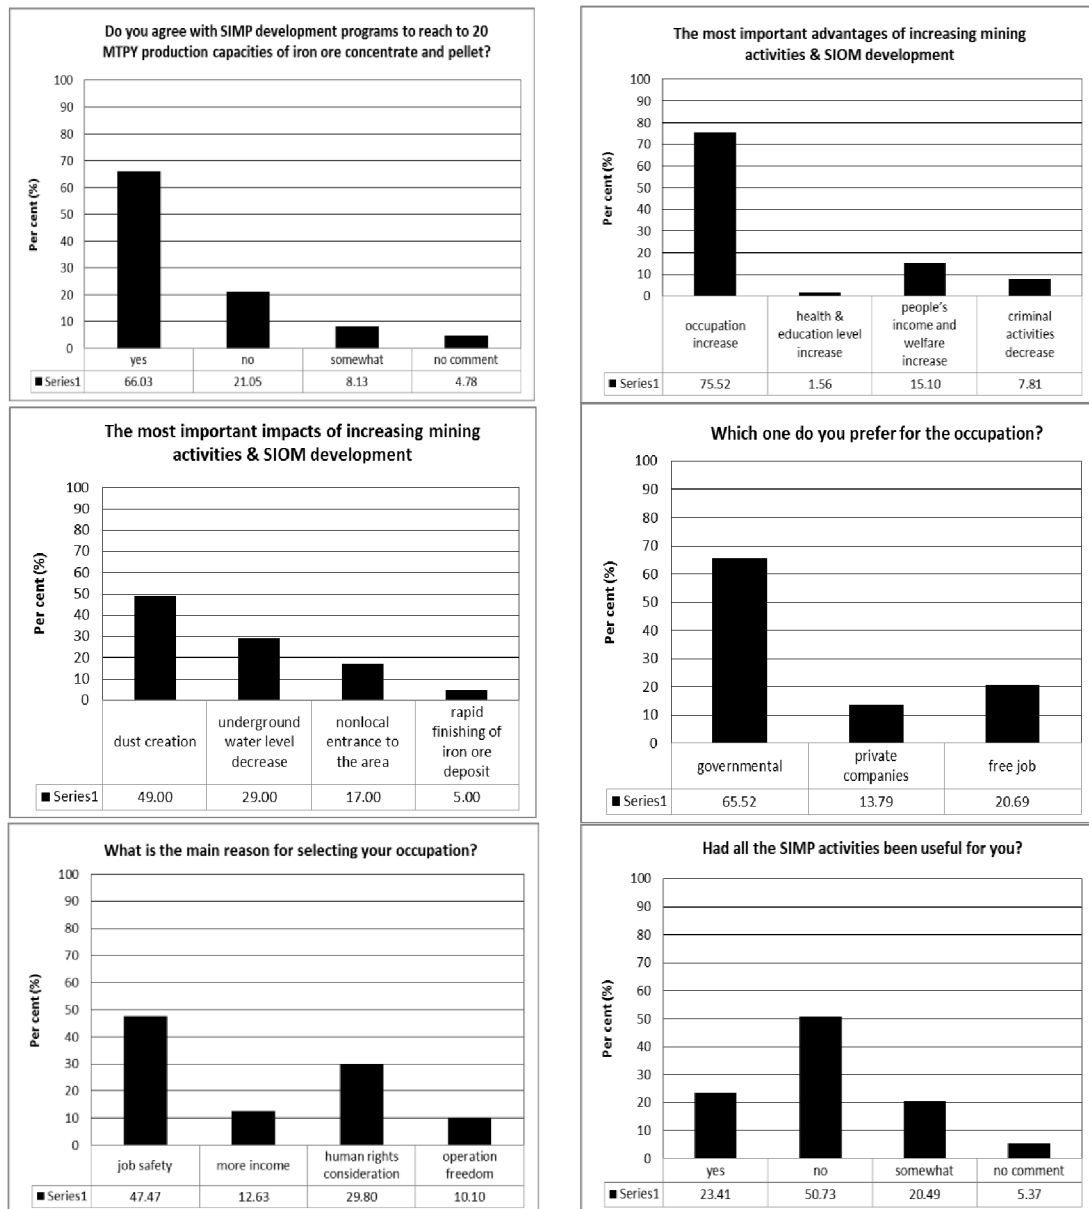 Do you agree with SIMP development programs to reach to 20
MTPY production capacities of iron ore concentrate and pellet?
Per cent (%)
100
90
80
70
60
50
40
30
20
10
0
yes no somewhat no comment
Series1 66.03 21.05 8.13 4.78
The most important advantages of increasing mining
activities & SIOM development
Per cent (%)
100
90
80
70
60
50
40
30
20
10
0
occupation
increase
health &
education level
increase
people's
income and
welfare
increase
criminal
activities
decrease
Series1 75.52 1.56 15.10 7.81
The most important impacts of increasing mining
activities & SIOM development
Per cent (%)
100
90
80
70
60
50
40
30
20
10
0
dust creation
underground
water level
decrease
nonlocal
entrance to
the area
rapid
finishing of
iron ore
deposit
Series1 49.00 29.00 17.00 5.00
Which one do you prefer for the occupation?
Per cent (%)
100
90
80
70
60
50
40
30
20
10
0
governmental
private
companies
free job
Series1 65.52 13.79 20.69
What is the main reason for selecting your occupation?
Per cent (%)
100
90
80
70
60
50
40
30
20
10
0
job safety
more income
human rights
consideration
operation
freedom
Series1 47.47 12.63 29.80 10.10
Had all the SIMP activities been useful for you?
Per cent (%)
100
90
80
70
60
50
40
30
20
10
0
yes no somewhat no comment
Series1 23.41 50.73 20.49 5.37